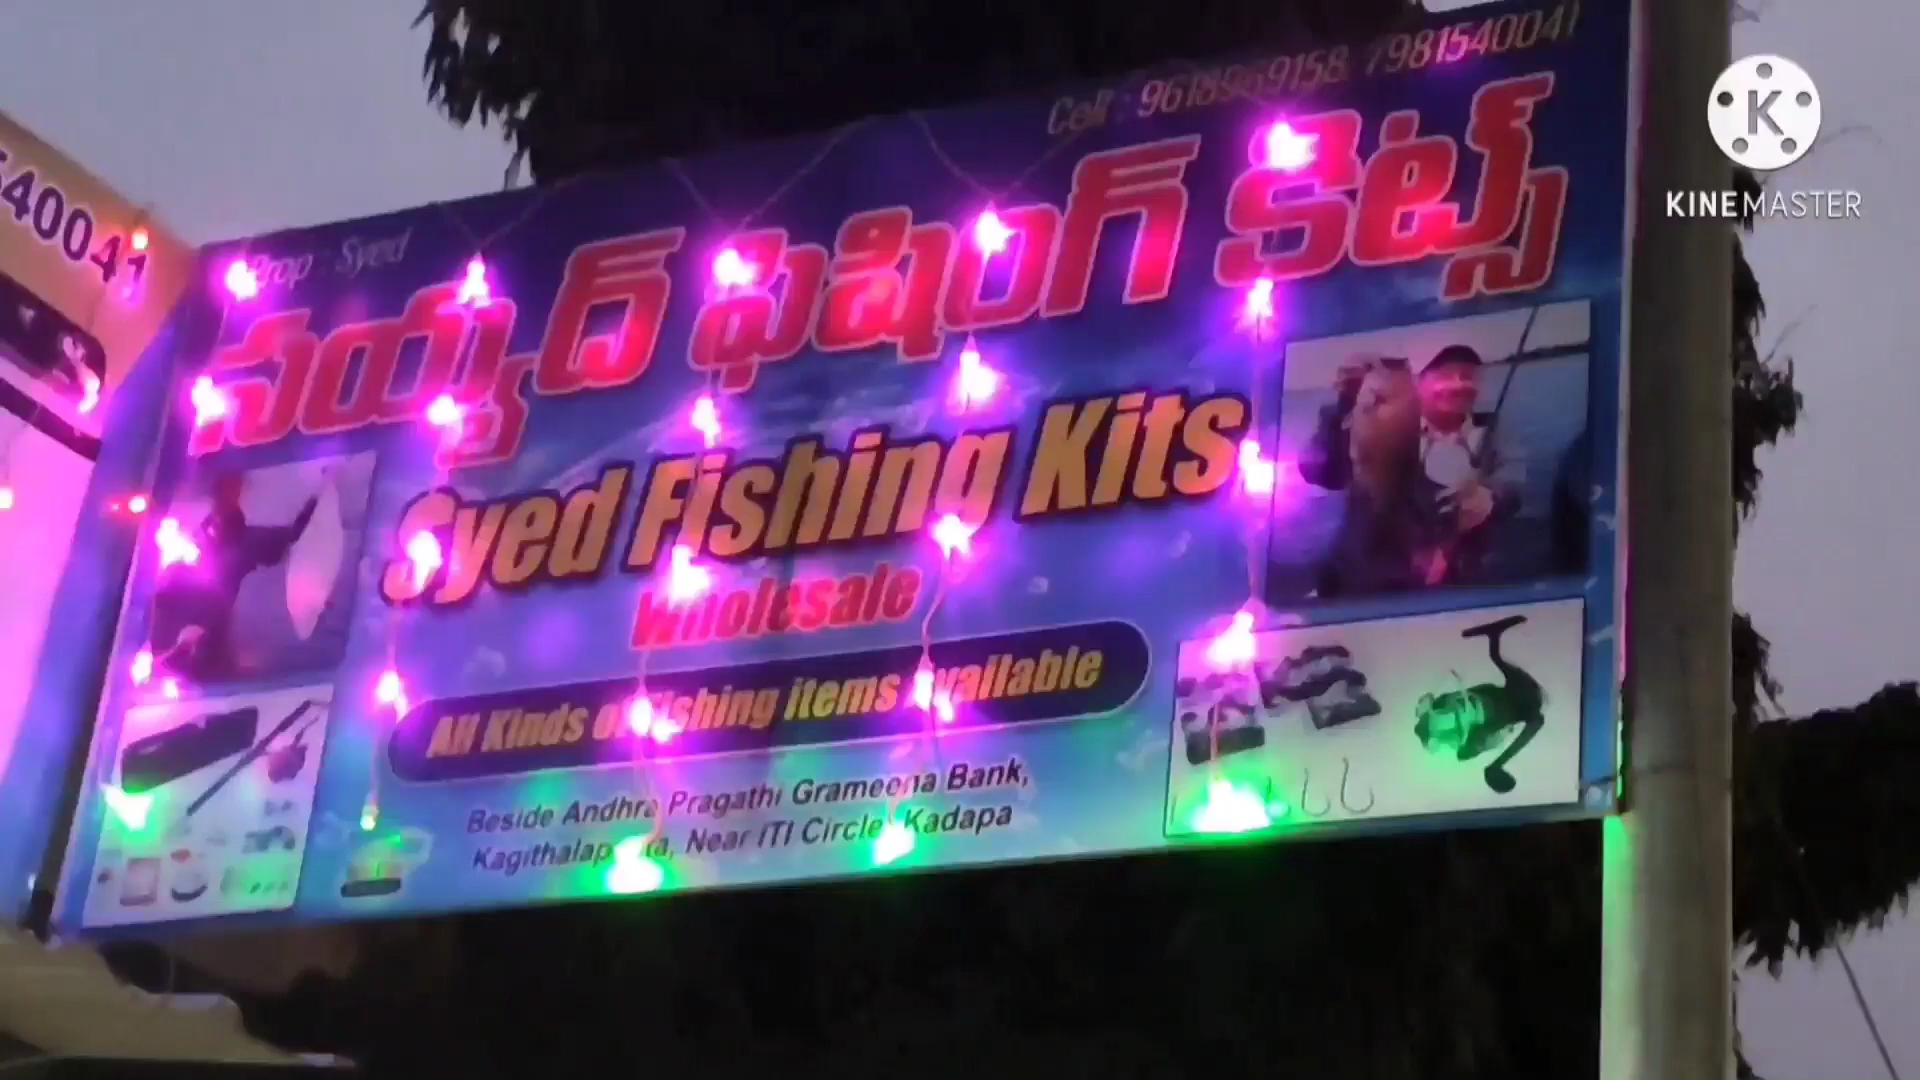 Cell : 9618969158, 7981540041
540041
Prop : Syed
సయ్యద్ ఫిషింగ్ కిట్స్
Syed Fishing Kits
Wholesale
All Kinds of Fishing items Available
Beside Andhra Pragathi Grameena Bank,
Near ITI Circle, Kadapa
KINEMASTER